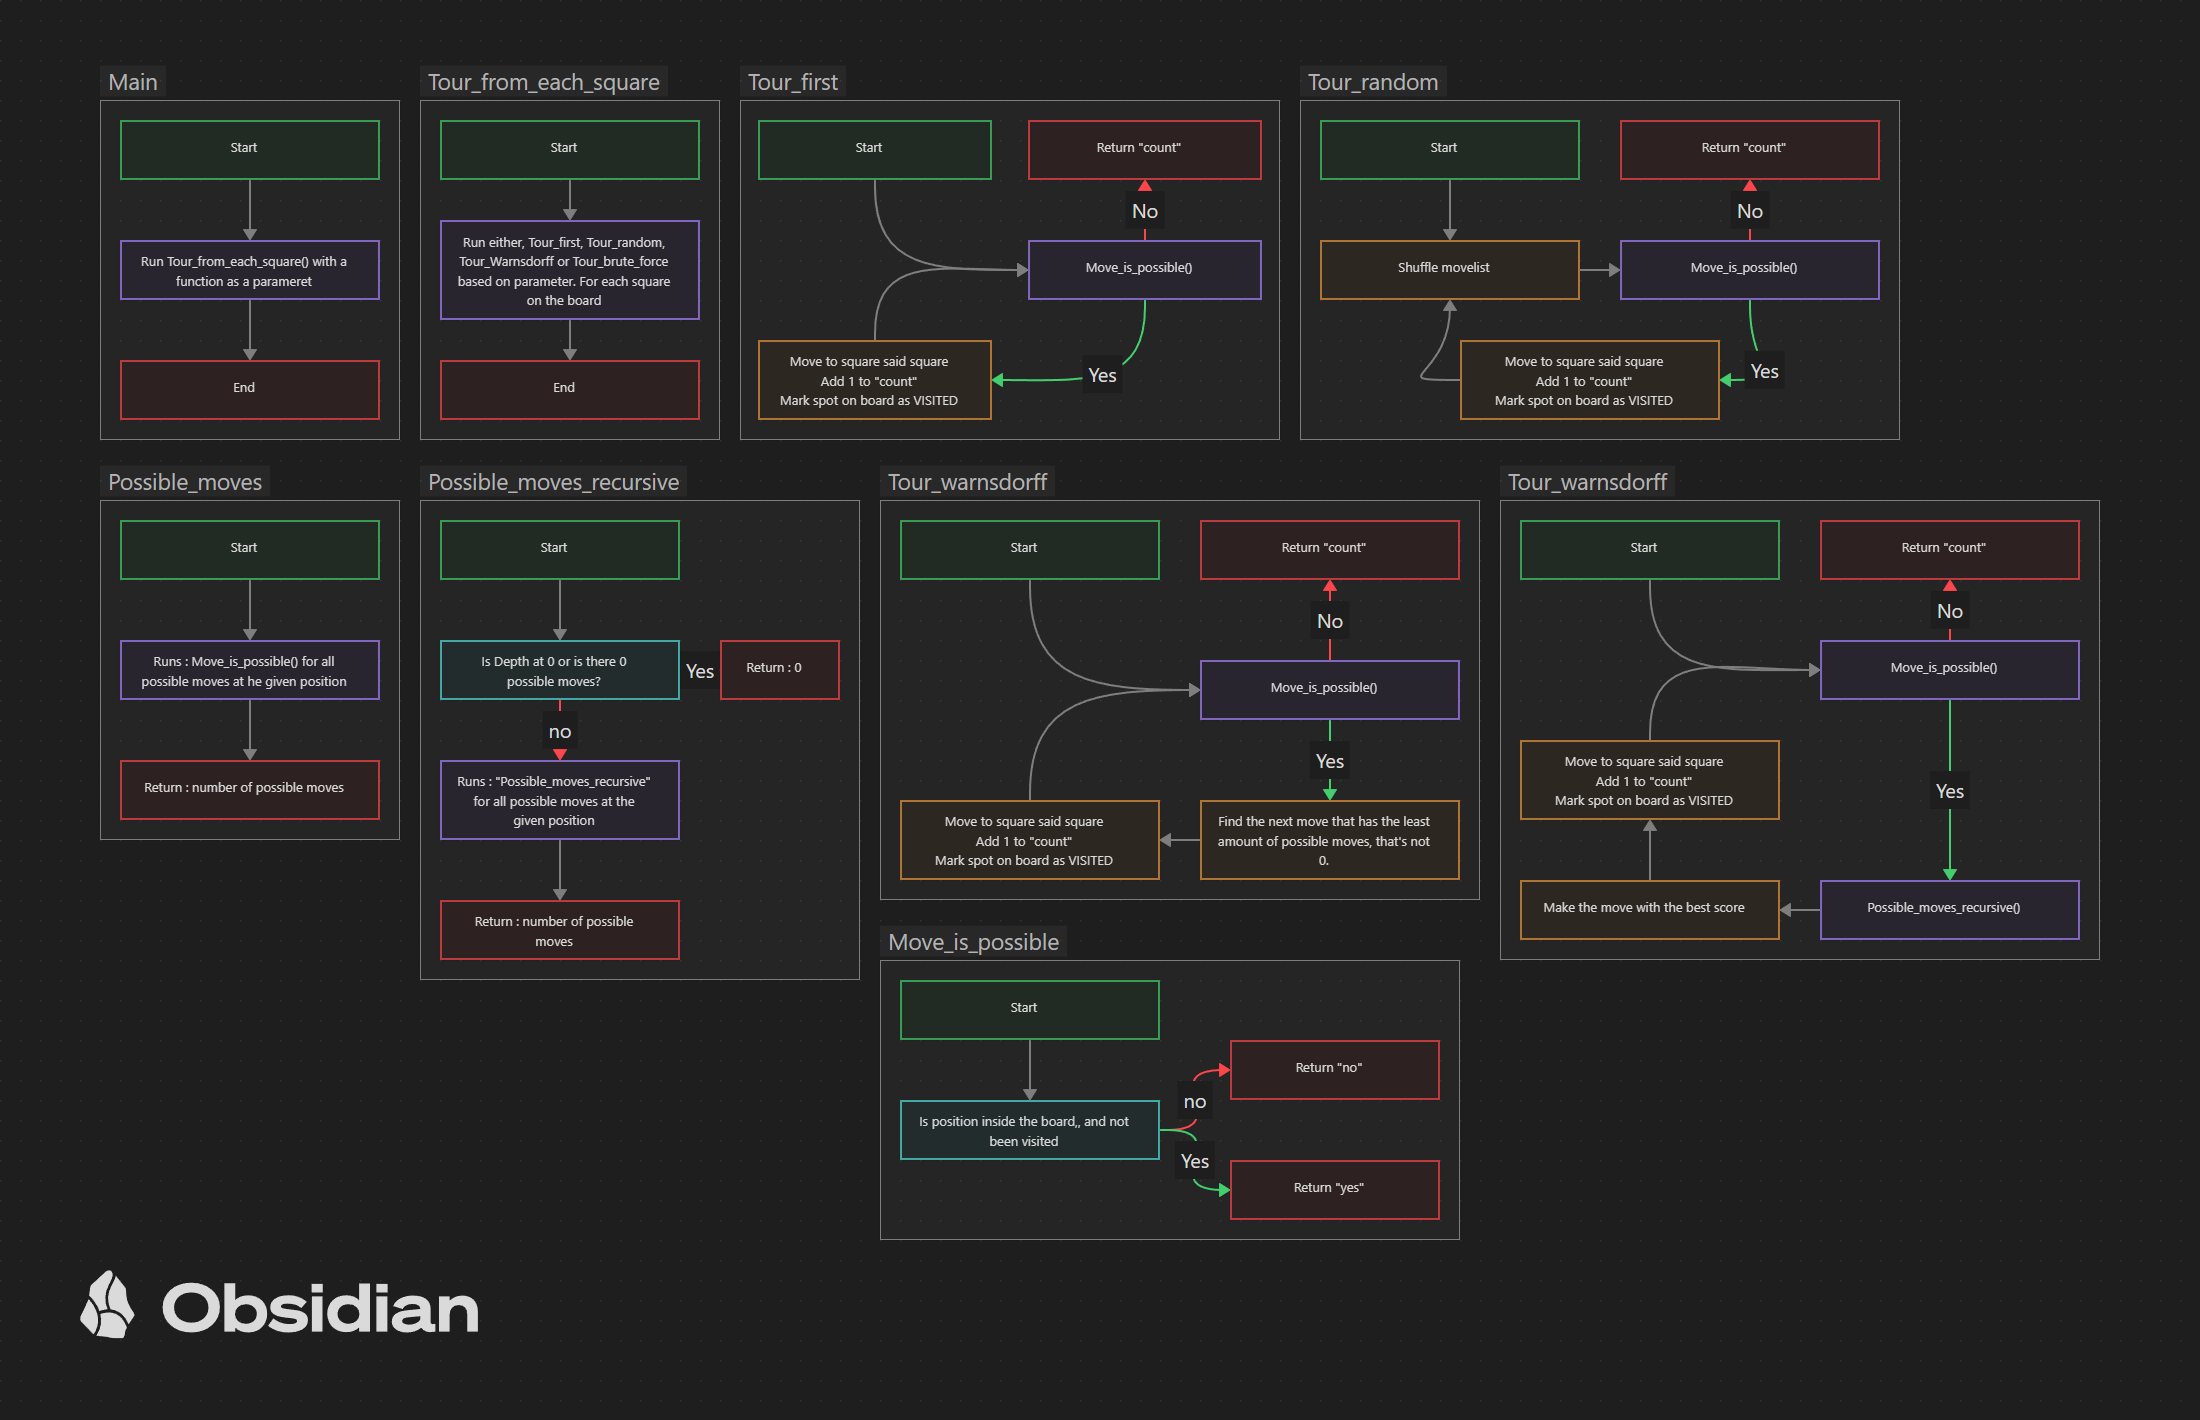 Main
Start
Run Tour_from_each_square() with a
function as a parameret
End
Tour_from_each_square
Start
Run either, Tour_first, Tour_random,
Tour_Warnsdorff or Tour_brute_force
based on parameter. For each square
on the board
End
Tour_first
Start
Return "count"
No
Move_is_possible()
Yes
Move to square said square
Add 1 to "count"
Mark spot on board as VISITED
Tour_random
Start
Return "count"
No
Shuffle movelist
Move_is_possible()
Yes
Move to square said square
Add 1 to "count"
Mark spot on board as VISITED
Possible_moves
Start
Runs : Move_is_possible() for all
possible moves at he given position
Return : number of possible moves
Possible_moves_recursive
Start
Is Depth at 0 or is there 0
possible moves?
Yes
Return : 0
no
Runs : "Possible_moves_recursive"
for all possible moves at the
given position
Return : number of possible
moves
Tour_warnsdorff
Start
Return "count"
No
Move_is_possible()
Yes
Move to square said square
Add 1 to "count"
Mark spot on board as VISITED
Find the next move that has the least
amount of possible moves, that's not
0.
Tour_warnsdorff
Start
Return "count"
No
Move_is_possible()
Yes
Move to square said square
Add 1 to "count"
Mark spot on board as VISITED
Make the move with the best score
Possible_moves_recursive()
Move_is_possible
Start
Is position inside the board,, and not
been visited
no
Return "no"
Yes
Return "yes"
Obsidian